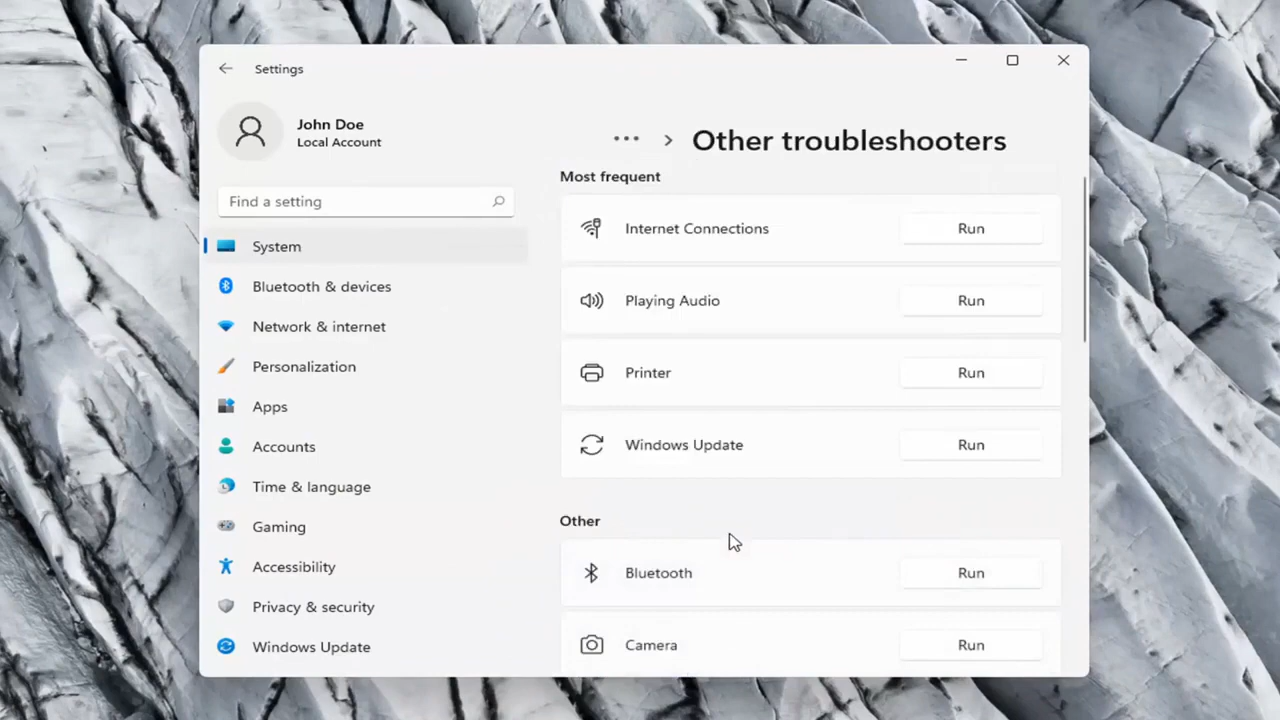 Settings
John Doe
Local Account
Find a setting
System
Bluetooth & devices
Network & internet
Personalization
Apps
Accounts
Time & language
Gaming
Accessibility
Privacy & security
Windows Update
... > Other troubleshooters
Most frequent
Internet Connections Run
Playing Audio Run
Printer Run
Windows Update Run
Other
Bluetooth Run
Camera Run